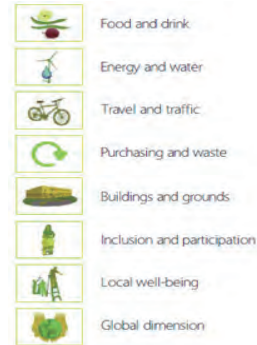 Food and drink
Energy and water
Travel and traffic
Purchasing and waste
Buildings and grounds
Inclusion and participation
Local well-being
Global dimension